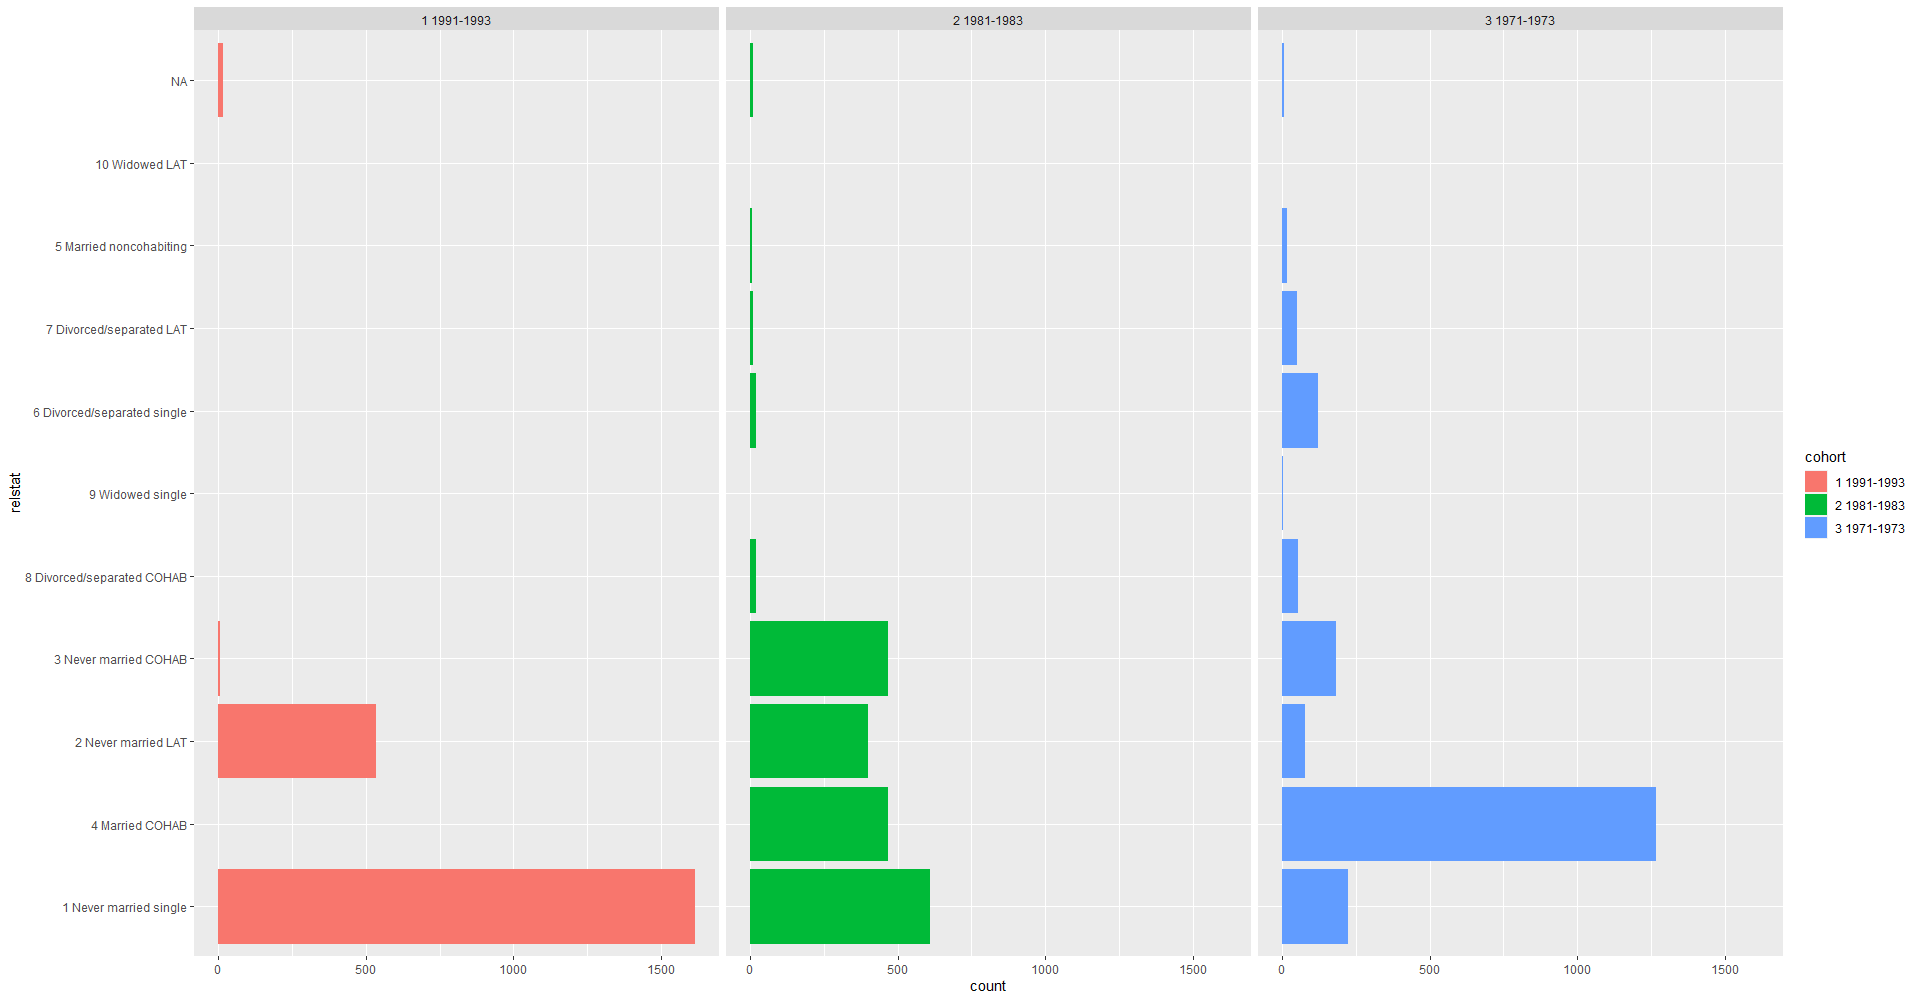 1 1991-1993
2 1981-1983
3 1971-1973
relstat
NA
10 Widowed LAT
5 Married noncohabiting
7 Divorced/separated LAT
6 Divorced/separated single
9 Widowed single
8 Divorced/separated COHAB
3 Never married COHAB
2 Never married LAT
4 Married COHAB
1 Never married single
0 500 1000 1500
0 500 1000 1500
0 500 1000 1500
count
cohort
1 1991-1993
2 1981-1983
3 1971-1973